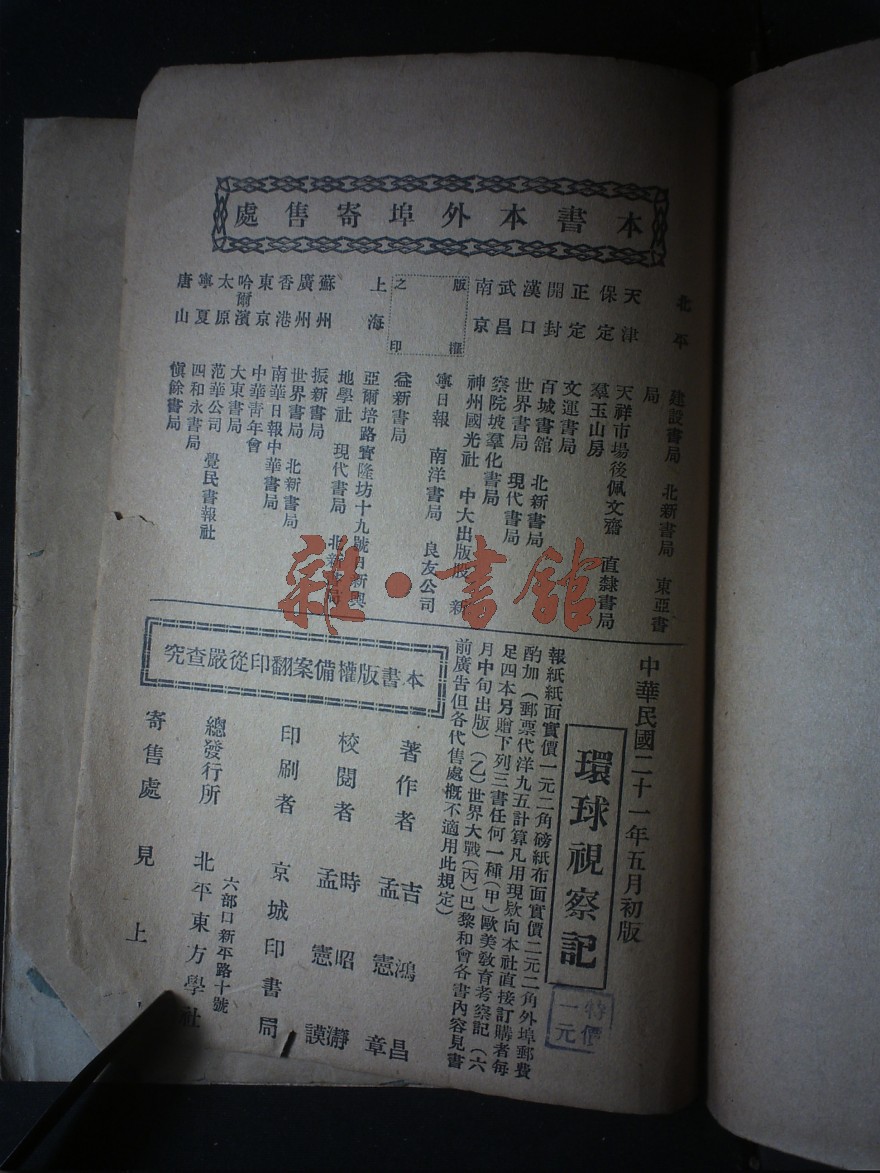 本書本外埠寄售處
北平
建設書局 北新書局 東亞書
局
天津
天祥市場後佩文齋 直隸書局
保定
羣玉山房
正定
文運書局
開封
百城書舘 北新書局
漢口
世界書局 現代書局
武昌
察院坡羣化書局
南京
神州國光社 中大出版股 新
寧日報 南洋書局 良友公司
版權
之印
益新書局
上海
亞爾培路寶隆坊十九號日新輿
地學社 現代書局 北新書局
蘇州
振新書局
廣州
世界書局 北新書局
香港
南華日報中華書局
東京
中華青年會
哈爾濱
大東書局
太原
范華公司 覺民書報社
寧夏
四和永書局
唐山
愼餘書局
雜·書舘
中華民國二十一年五月初版
環球視察記
特價
一元
報紙紙面實價一元二角磅紙布面實價二元二角外埠郵費
酌加(郵票代洋九五計算凡用現欵向本社直接訂購者每
足四本另贈下列三書任何一種(甲)歐美教育考察記(六
月中旬出版)(乙)世界大戰(丙)巴黎和會各書內容見書
前廣告但各代售處槪不適用此規定)
本書版權備案翻印從嚴查究
著作者 吉鴻昌
孟憲章
校閱者 時昭瀞
孟憲謨
印刷者 京城印書局
六部口新平路十號
總發行所 北平東方學社
寄售處 見上